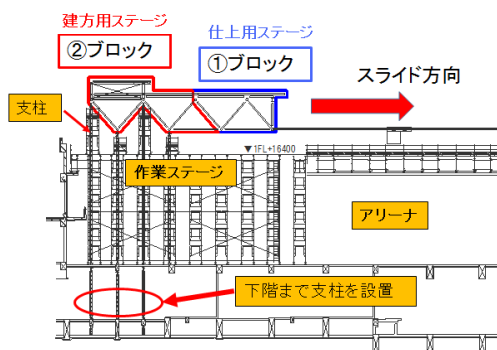 建方用ステージ
仕上用ステージ
②ブロック
①ブロック
スライド方向
支柱
▼1FL+16400
作業ステージ
アリーナ
下階まで支柱を設置